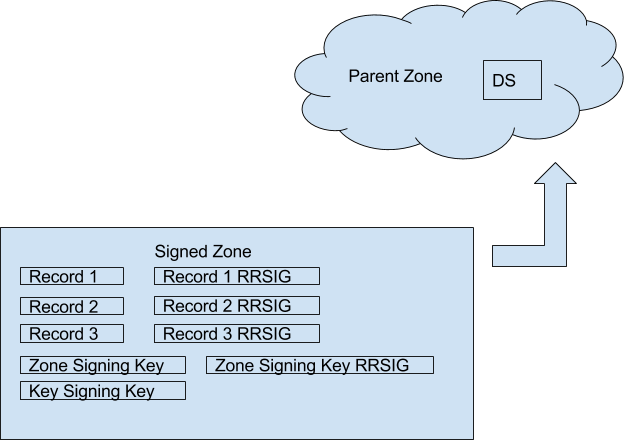 Parent Zone
DS
Signed Zone
Record 1
Record 1 RRSIG
Record 2
Record 2 RRSIG
Record 3
Record 3 RRSIG
Zone Signing Key
Zone Signing Key RRSIG
Key Signing Key